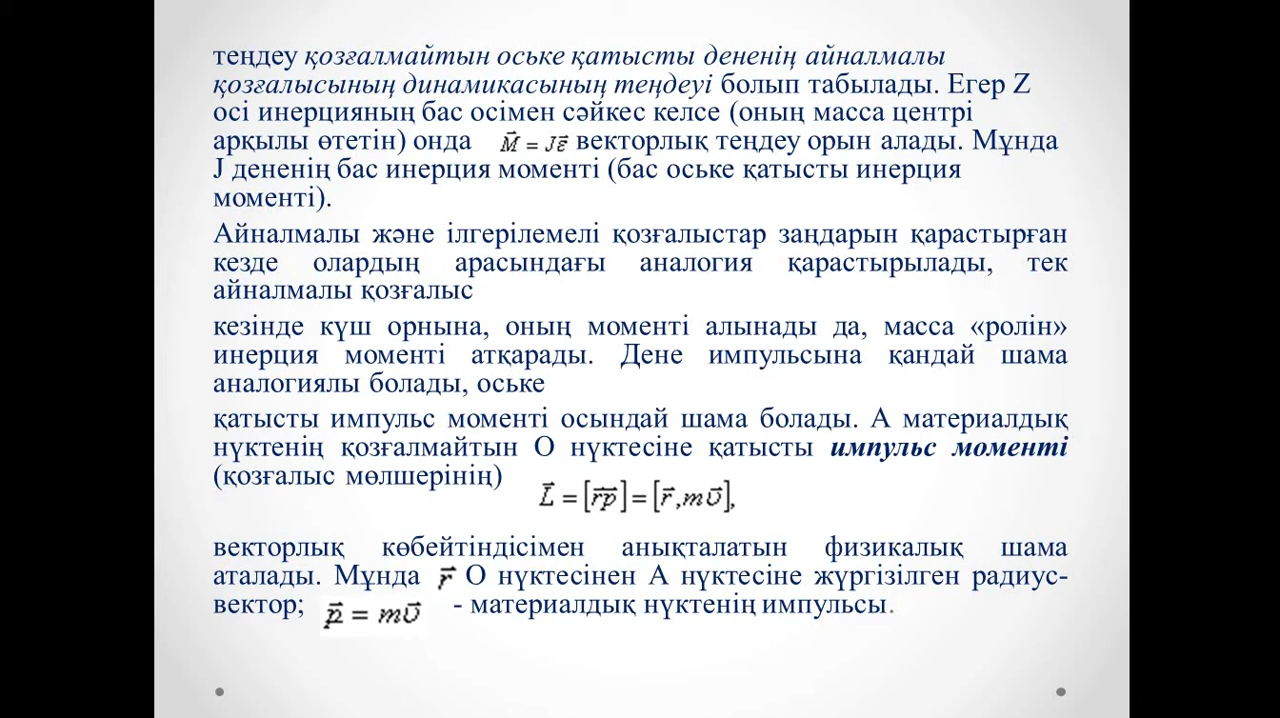 теңдеу қозғалмайтын оське қатысты дененің айналмалы
қозғалысының динамикасының теңдеуі болып табылады. Егер Z
осі инерцияның бас осімен сәйкес келсе (оның масса центрі
арқылы өтетін) онда M⃗ = Jε⃗ векторлық теңдеу орын алады. Мұнда
J дененің бас инерция моменті (бас оське қатысты инерция
моменті).
Айналмалы және ілгерілемелі қозғалыстар заңдарын қарастырған
кезде олардың арасындағы аналогия қарастырылады, тек
айналмалы қозғалыс
кезінде күш орнына, оның моменті алынады да, масса «ролін»
инерция моменті атқарады. Дене импульсына қандай шама
аналогиялы болады, оське
қатысты импульс моменті осындай шама болады. А материалдық
нүктенің қозғалмайтын О нүктесіне қатысты импульс моменті
(қозғалыс мөлшерінің) L⃗ = [r⃗p⃗] = [r⃗,mυ⃗],
векторлық көбейтіндісімен анықталатын физикалық шама
аталады. Мұнда r⃗ О нүктесінен А нүктесіне жүргізілген радиус-
вектор; p⃗ = mυ⃗ - материалдық нүктенің импульсы.